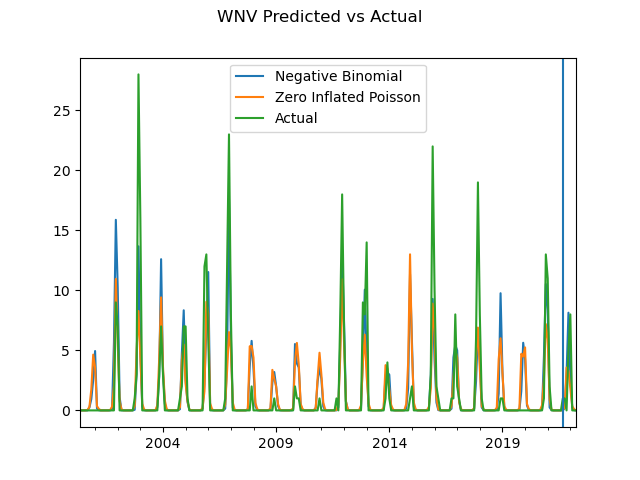 WNV Predicted vs Actual
Negative Binomial
Zero Inflated Poisson
Actual
25
20
15
10
5
0
2004
2009
2014
2019